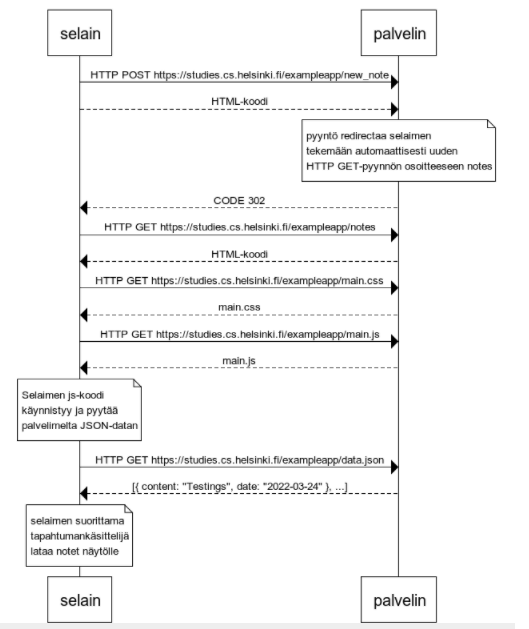 selain
palvelin
HTTP POST https://studies.cs.helsinki.fi/exampleapp/new_note
HTML-koodi
pyyntö redirectaa selaimen
tekemään automaattisesti uuden
HTTP GET-pyynnön osoitteeseen notes
CODE 302
HTTP GET https://studies.cs.helsinki.fi/exampleapp/notes
HTML-koodi
HTTP GET https://studies.cs.helsinki.fi/exampleapp/main.css
main.css
HTTP GET https://studies.cs.helsinki.fi/exampleapp/main.js
main.js
Selaimen js-koodi
käynnistyy ja pyytää
palvelimelta JSON-datan
HTTP GET https://studies.cs.helsinki.fi/exampleapp/data.json
[{ content: "Testings", date: "2022-03-24" }, ...]
selaimen suorittama
tapahtumankäsittelijä
lataa notet näytölle
selain
palvelin